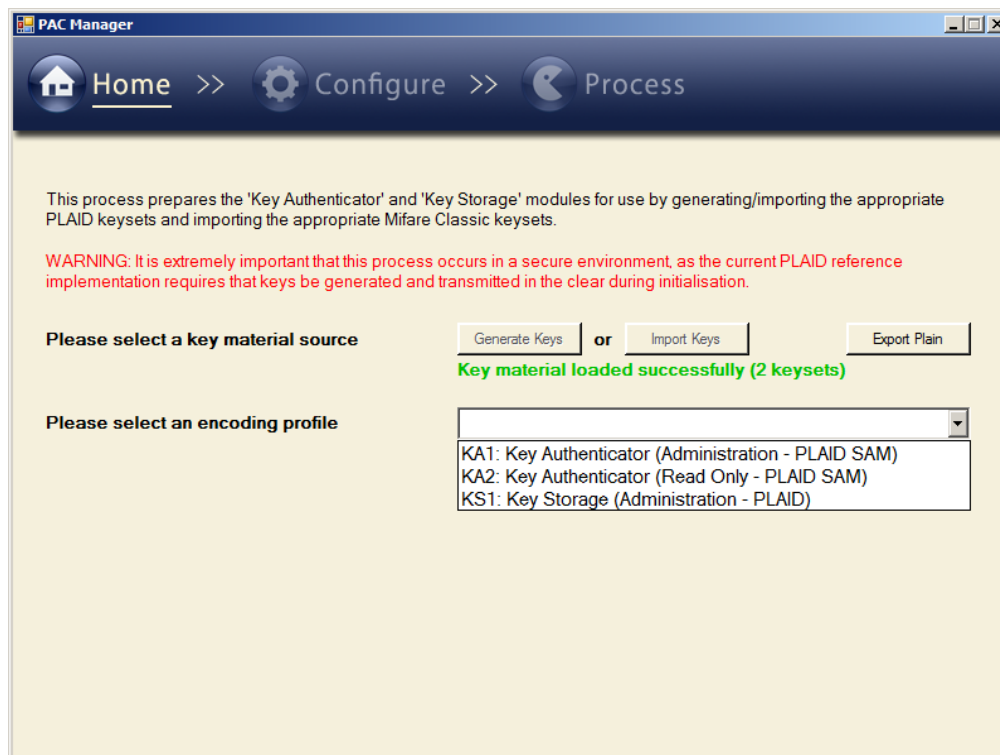 PAC Manager
Home >> Configure >> Process
This process prepares the 'Key Authenticator' and 'Key Storage' modules for use by generating/importing the appropriate
PLAID keysets and importing the appropriate Mifare Classic keysets.
WARNING: It is extremely important that this process occurs in a secure environment, as the current PLAID reference
implementation requires that keys be generated and transmitted in the clear during initialisation.
Please select a key material source Generate Keys or Import Keys Export Plain
Key material loaded successfully (2 keysets)
Please select an encoding profile
KA1: Key Authenticator (Administration - PLAID SAM)
KA2: Key Authenticator (Read Only - PLAID SAM)
KS1: Key Storage (Administration - PLAID)